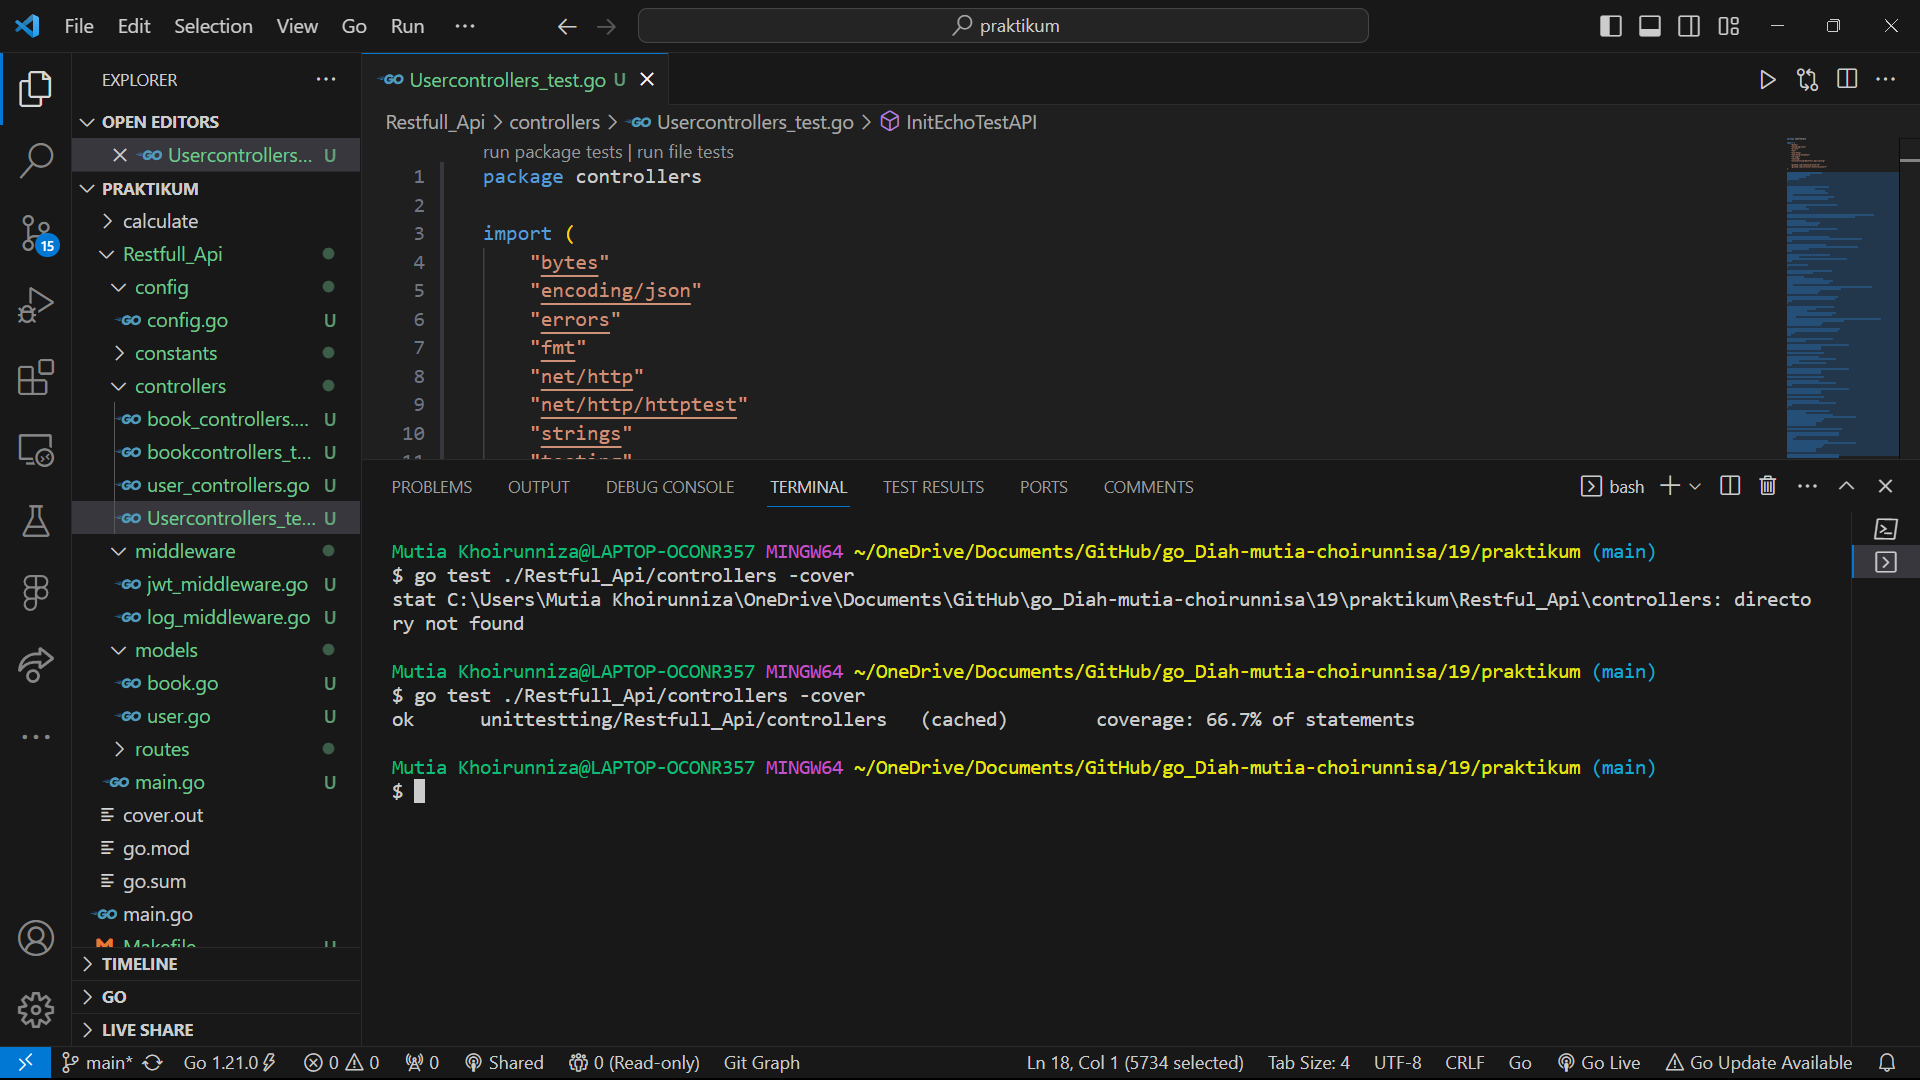 File Edit Selection View Go Run
praktikum
EXPLORER
OPEN EDITORS
Usercontrollers... U
PRAKTIKUM
calculate
Restfull_Api
config
config.go U
constants
controllers
book_controllers.... U
bookcontrollers_t... U
user_controllers.go U
Usercontrollers_te... U
middleware
jwt_middleware.go U
log_middleware.go U
models
book.go U
user.go U
routes
main.go U
cover.out
go.mod
go.sum
main.go
Makefile U
TIMELINE
GO
LIVE SHARE
15
Usercontrollers_test.go U
Restfull_Api > controllers > Usercontrollers_test.go > InitEchoTestAPI
run package tests | run file tests
1 package controllers
2
3 import (
4 "bytes"
5 "encoding/json"
6 "errors"
7 "fmt"
8 "net/http"
9 "net/http/httptest"
10 "strings"
11 "testing"
PROBLEMS OUTPUT DEBUG CONSOLE TERMINAL TEST RESULTS PORTS COMMENTS
bash
Mutia Khoirunniza@LAPTOP-OCONR357 MINGW64 ~/OneDrive/Documents/GitHub/go_Diah-mutia-choirunnisa/19/praktikum (main)
$ go test ./Restful_Api/controllers -cover
stat C:\Users\Mutia Khoirunniza\OneDrive\Documents\GitHub\go_Diah-mutia-choirunnisa\19\praktikum\Restful_Api\controllers: directo
ry not found
Mutia Khoirunniza@LAPTOP-OCONR357 MINGW64 ~/OneDrive/Documents/GitHub/go_Diah-mutia-choirunnisa/19/praktikum (main)
$ go test ./Restfull_Api/controllers -cover
ok unittestting/Restfull_Api/controllers (cached) coverage: 66.7% of statements
Mutia Khoirunniza@LAPTOP-OCONR357 MINGW64 ~/OneDrive/Documents/GitHub/go_Diah-mutia-choirunnisa/19/praktikum (main)
$
main* Go 1.21.0 0 0 0 Shared 0 (Read-only) Git Graph Ln 18, Col 1 (5734 selected) Tab Size: 4 UTF-8 CRLF Go Go Live Go Update Available